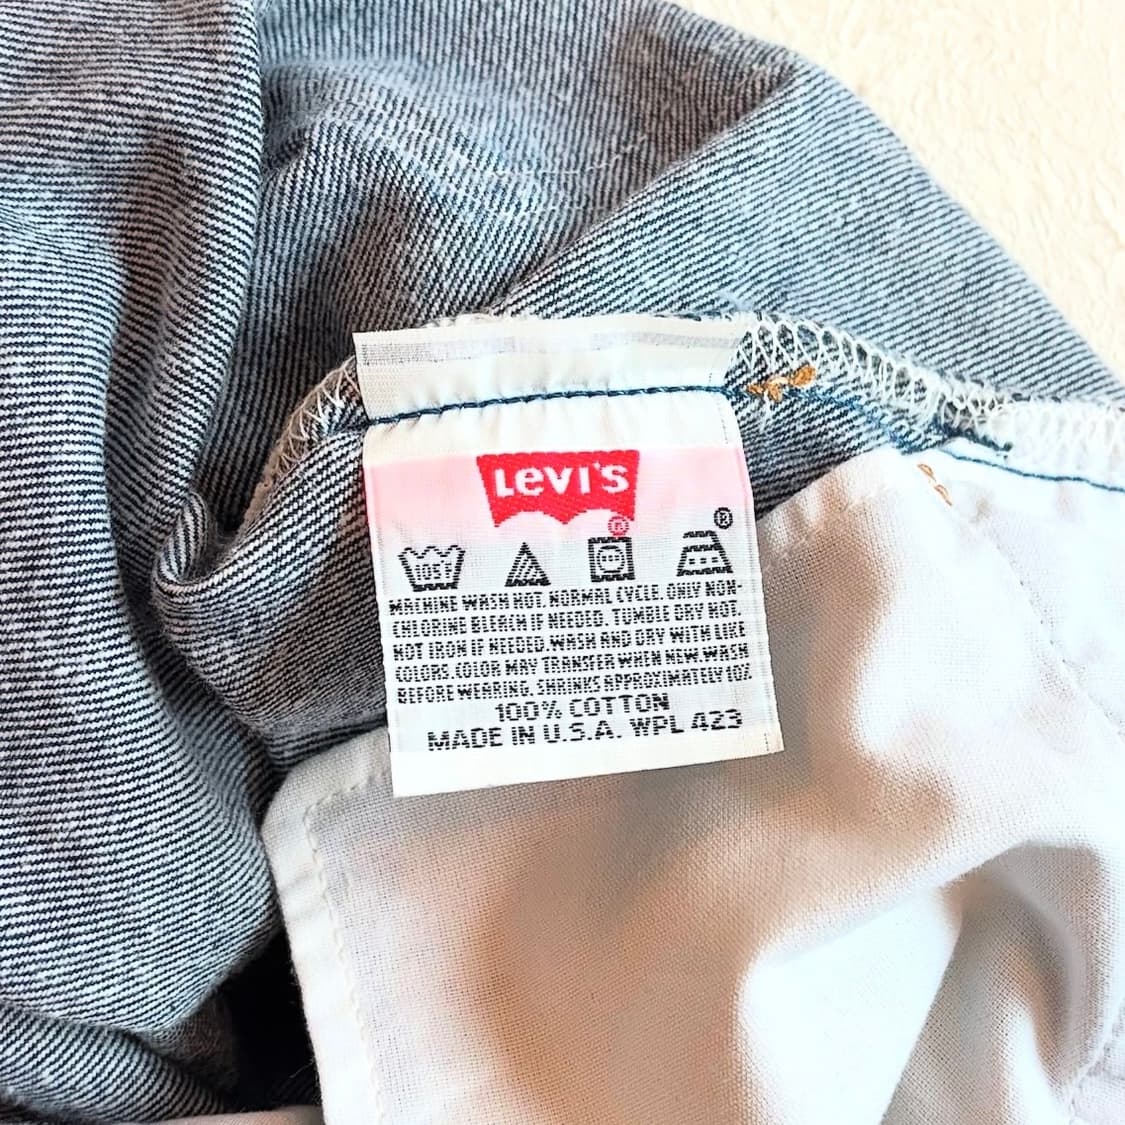 Levi's
®
®
105F
MACHINE WASH HOT, NORMAL CYCLE. ONLY NON-
CHLORINE BLEACH IF NEEDED. TUMBLE DRY HOT.
HOT IRON IF NEEDED. WASH AND DRY WITH LIKE
COLORS. COLOR MAY TRANSFER WHEN NEW. WASH
BEFORE WEARING. SHRINKS APPROXIMATELY 10%.
100% COTTON
MADE IN U.S.A. WPL 423